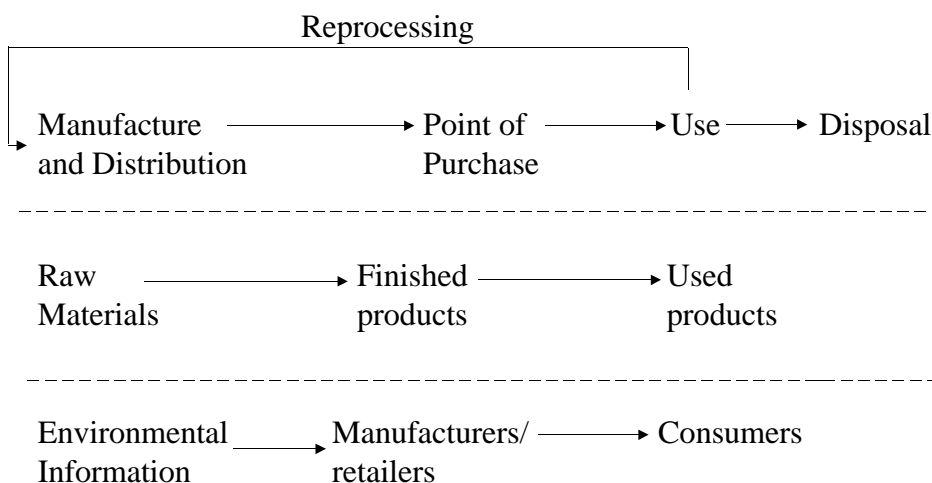 Reprocessing
Manufacture and Distribution
Point of Purchase
Use
Disposal
Raw Materials
Finished products
Used products
Environmental Information
Manufacturers/ retailers
Consumers